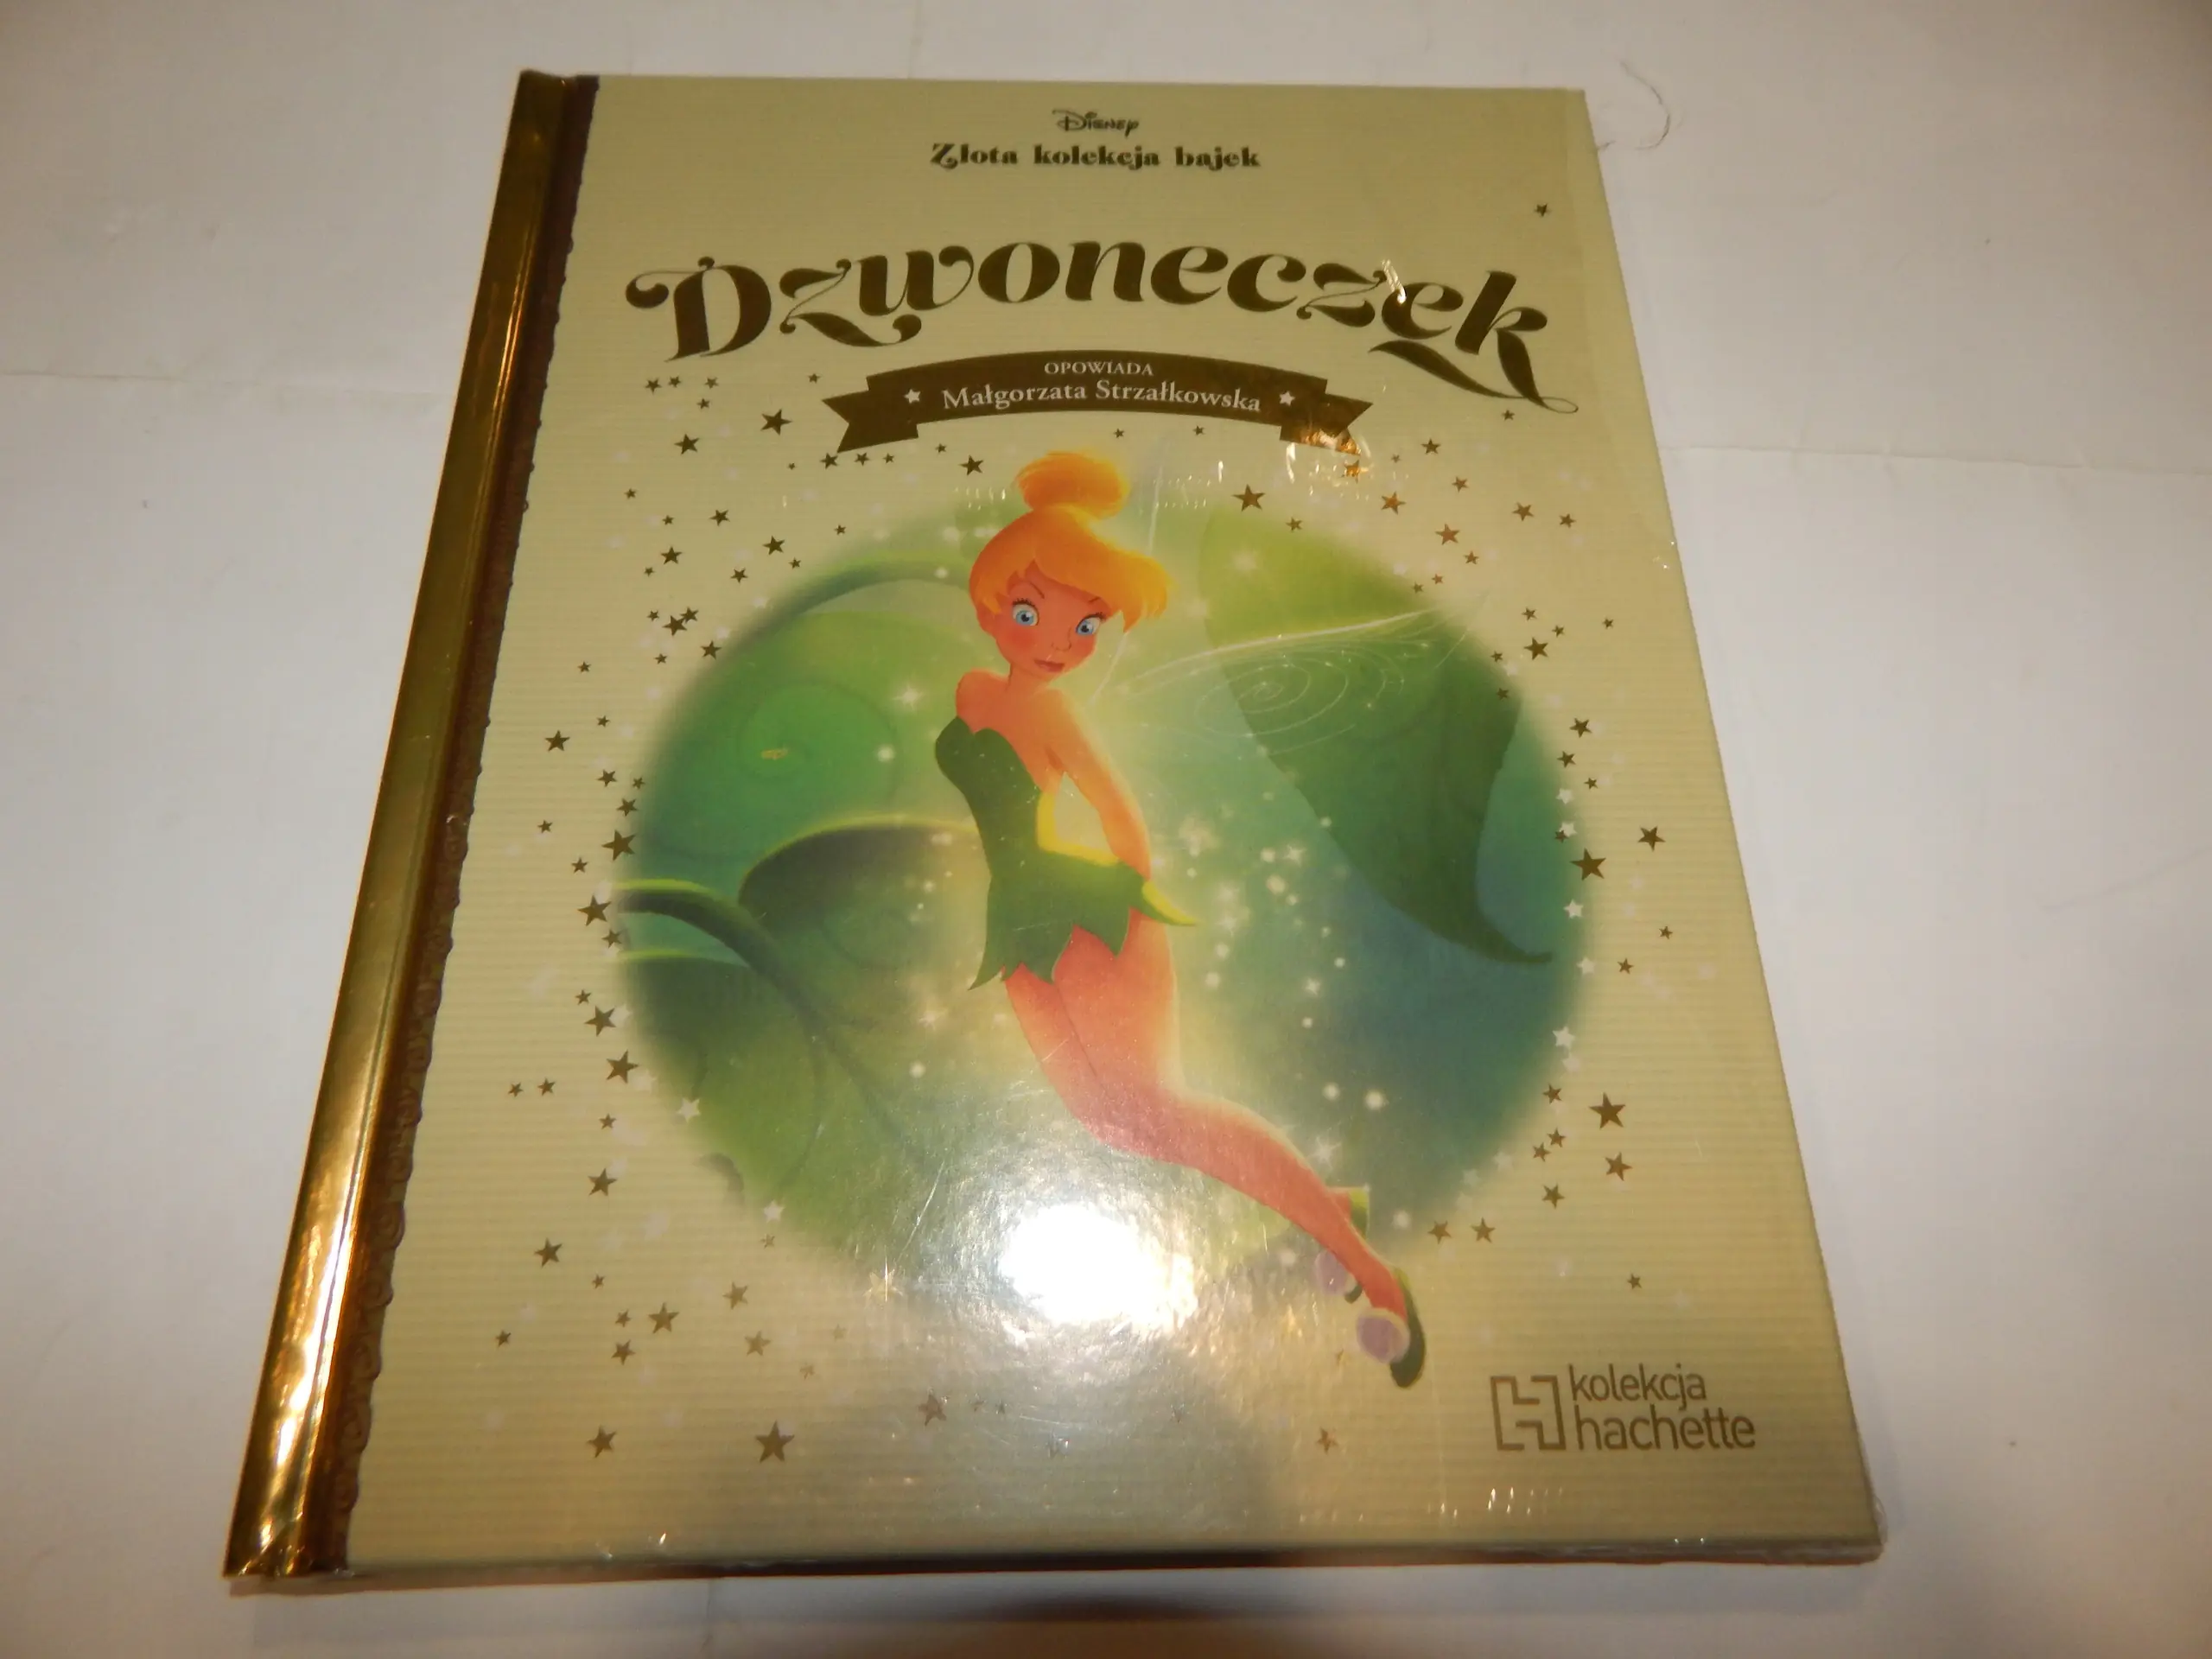 Disney
Złota kolekcja bajek
Dzwoneczek
OPOWIADA
Małgorzata Strzałkowska
kolekcja
hachette